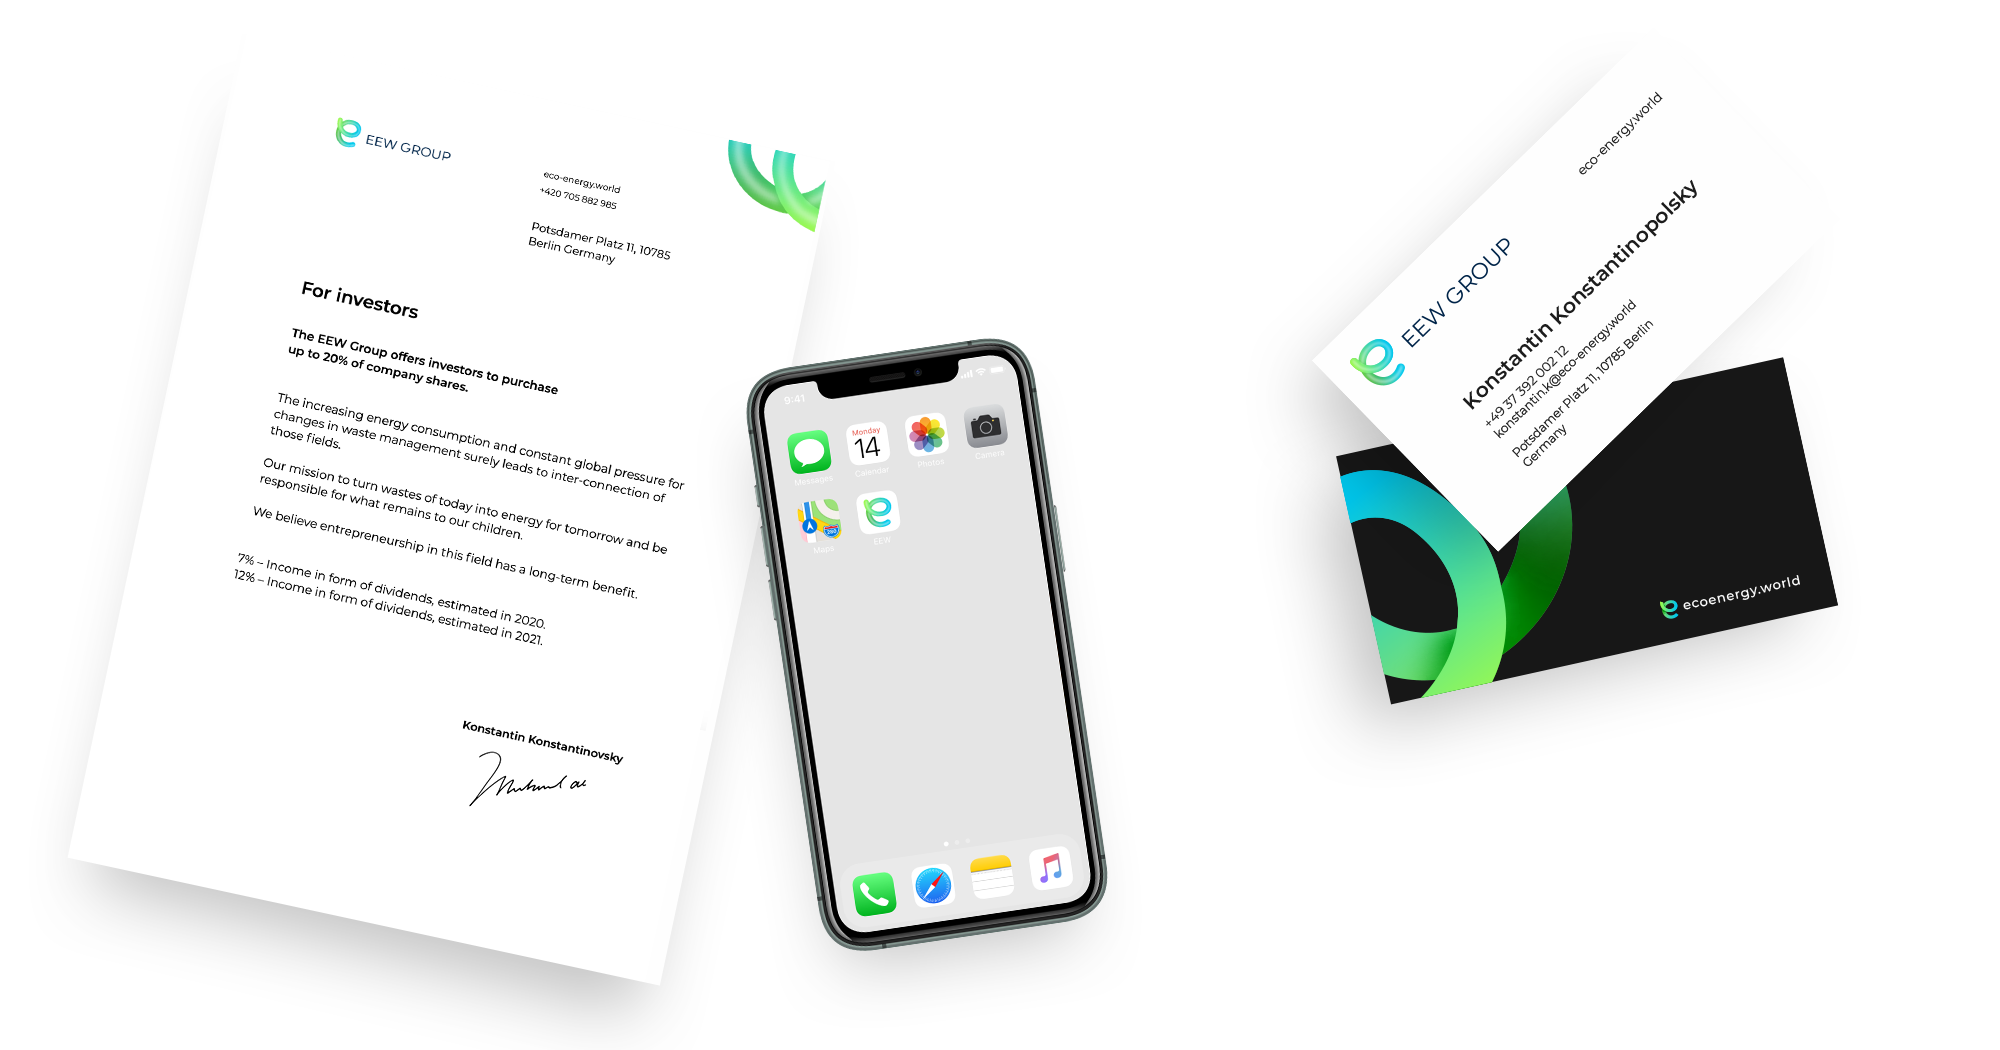 EEW GROUP
eco-energy.world
+420 705 882 985
Potsdamer Platz 11, 10785
Berlin Germany
For investors
The EEW Group offers investors to purchase
up to 20% of company shares.
The increasing energy consumption and constant global pressure for
changes in waste management surely leads to inter-connection of
those fields.
Our mission to turn wastes of today into energy for tomorrow and be
responsible for what remains to our children.
We believe entrepreneurship in this field has a long-term benefit.
7% – Income in form of dividends, estimated in 2020.
12% – Income in form of dividends, estimated in 2021.
Konstantin Konstantinovsky
9:41
Monday
14
Messages
Calendar
Photos
Camera
280
Maps
EEW
eco-energy.world
EEW GROUP
Konstantin Konstantinopolsky
+49 37 392 002 12
konstantin.k@eco-energy.world
Potsdamer Platz 11, 10785 Berlin
Germany
ecoenergy.world